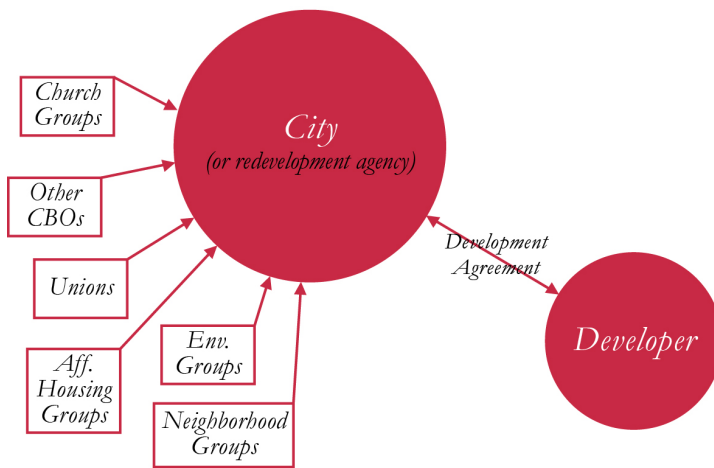 Church
Groups
City
(or redevelopment agency)
Other
CBOs
Development
Agreement
Unions
Env.
Groups
Developer
Aff.
Housing
Groups
Neighborhood
Groups